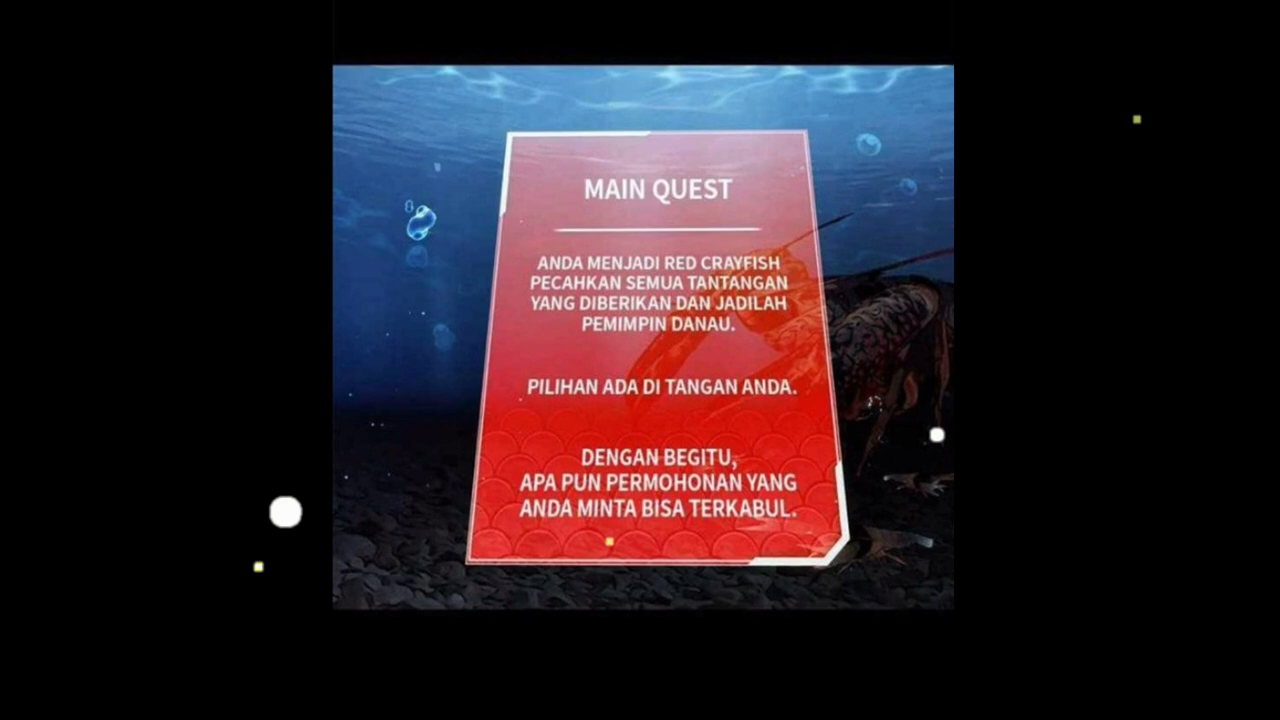 MAIN QUEST
ANDA MENJADI RED CRAYFISH
PECAHKAN SEMUA TANTANGAN
YANG DIBERIKAN DAN JADILAH
PEMIMPIN DANAU.
PILIHAN ADA DI TANGAN ANDA.
DENGAN BEGITU,
APA PUN PERMOHONAN YANG
ANDA MINTA BISA TERKABUL.